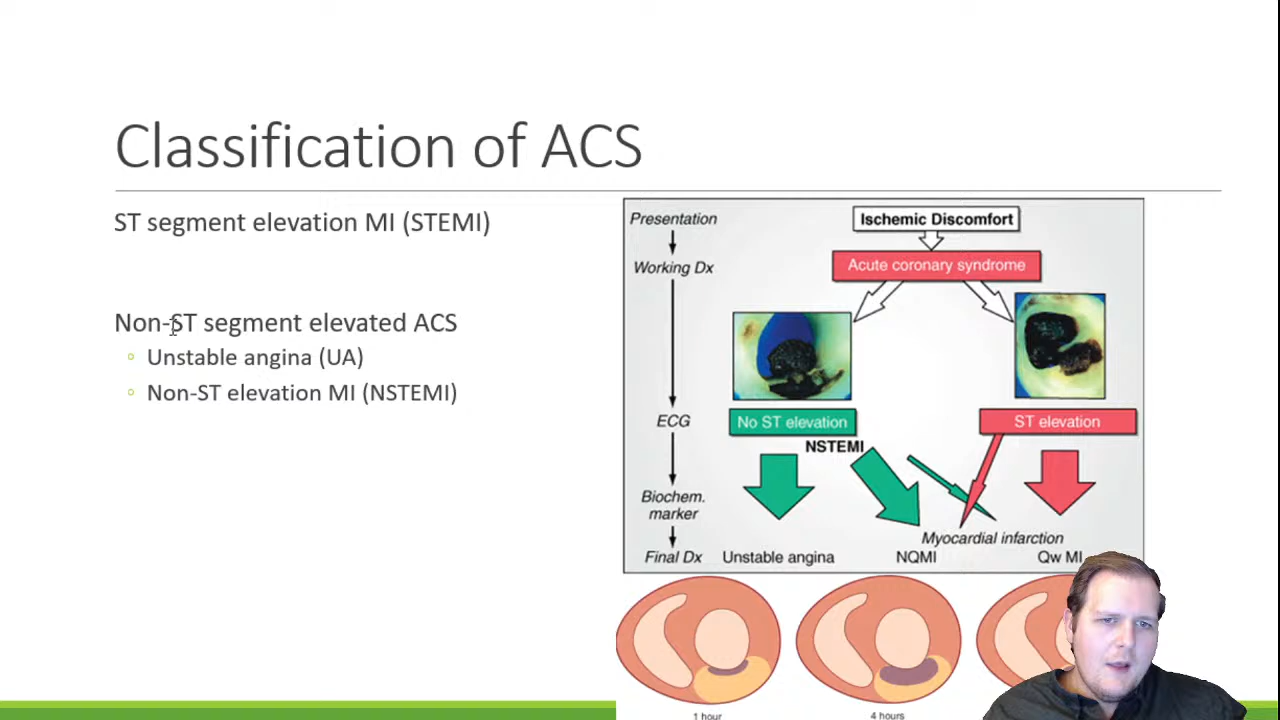 Classification of ACS
ST segment elevation MI (STEMI)
Non-ST segment elevated ACS
Unstable angina (UA)
Non-ST elevation MI (NSTEMI)
Presentation
Ischemic Discomfort
Working Dx
Acute coronary syndrome
ECG
No ST elevation
ST elevation
NSTEMI
Biochem.
marker
Myocardial infarction
Final Dx
Unstable angina
NQMI
Qw MI
1 hour
4 hours